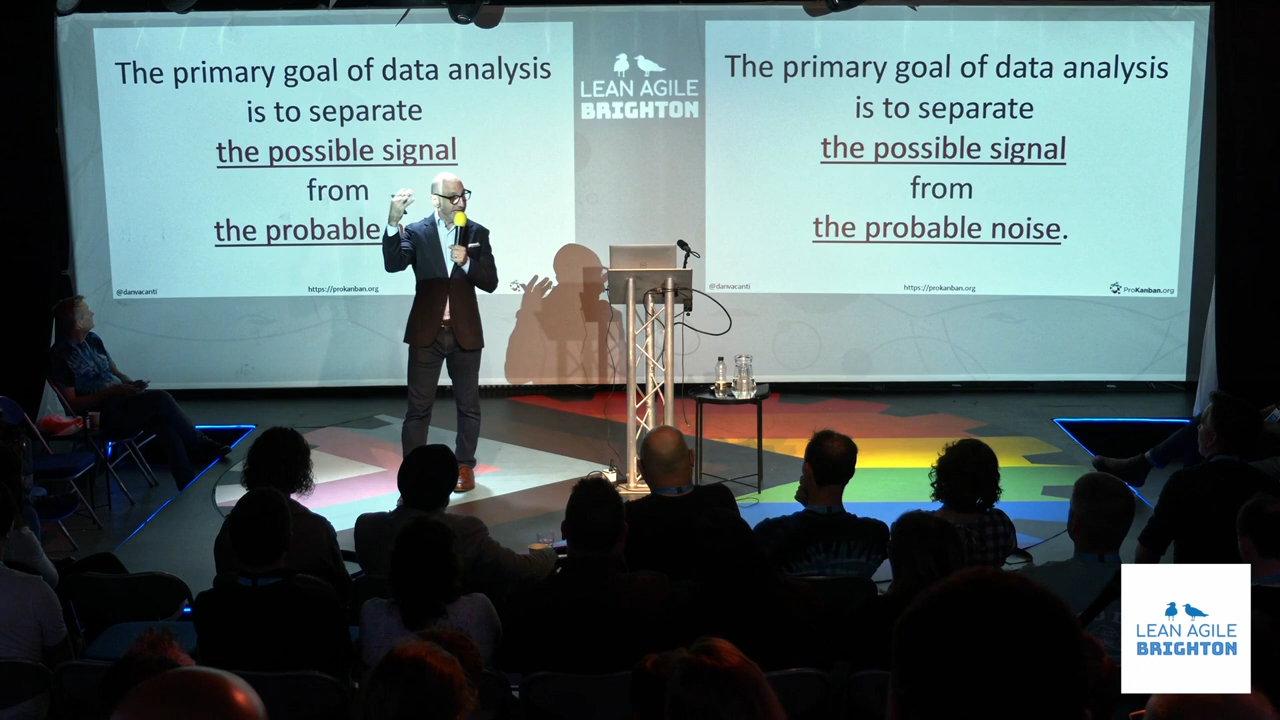 The primary goal of data analysis
is to separate
the possible signal
from
the probable
@danvacanti
https://prokanban.org
LEAN AGILE
BRIGHTON
The primary goal of data analysis
is to separate
the possible signal
from
the probable noise.
@danvacanti
https://prokanban.org
ProKanban.org
LEAN AGILE
BRIGHTON